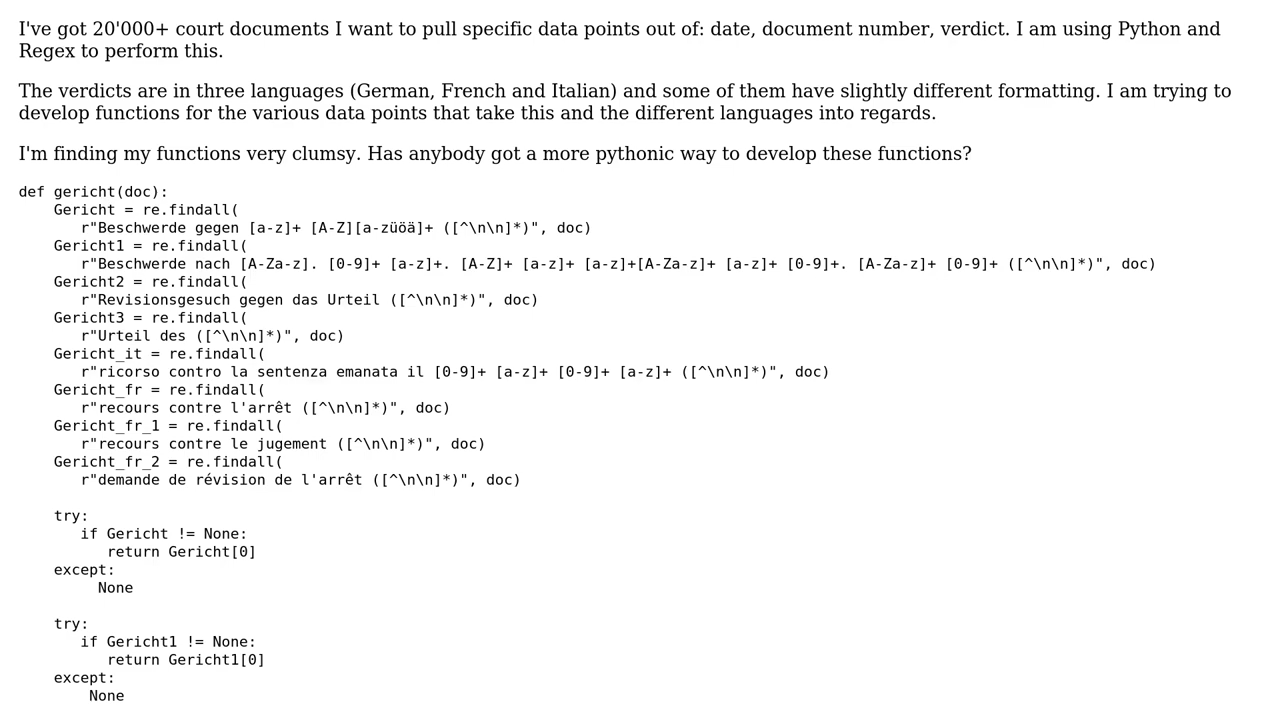 I've got 20'000+ court documents I want to pull specific data points out of: date, document number, verdict. I am using Python and
Regex to perform this.
The verdicts are in three languages (German, French and Italian) and some of them have slightly different formatting. I am trying to
develop functions for the various data points that take this and the different languages into regards.
I'm finding my functions very clumsy. Has anybody got a more pythonic way to develop these functions?
def gericht(doc):
    Gericht = re.findall(
       r"Beschwerde gegen [a-z]+ [A-Z][a-züöä]+ ([^\n\n]*)", doc)
    Gericht1 = re.findall(
       r"Beschwerde nach [A-Za-z]. [0-9]+ [a-z]+. [A-Z]+ [a-z]+ [a-z]+[A-Za-z]+ [a-z]+ [0-9]+. [A-Za-z]+ [0-9]+ ([^\n\n]*)", doc)
    Gericht2 = re.findall(
       r"Revisionsgesuch gegen das Urteil ([^\n\n]*)", doc)
    Gericht3 = re.findall(
       r"Urteil des ([^\n\n]*)", doc)
    Gericht_it = re.findall(
       r"ricorso contro la sentenza emanata il [0-9]+ [a-z]+ [0-9]+ [a-z]+ ([^\n\n]*)", doc)
    Gericht_fr = re.findall(
       r"recours contre l'arrêt ([^\n\n]*)", doc)
    Gericht_fr_1 = re.findall(
       r"recours contre le jugement ([^\n\n]*)", doc)
    Gericht_fr_2 = re.findall(
       r"demande de révision de l'arrêt ([^\n\n]*)", doc)
    try:
       if Gericht != None:
          return Gericht[0]
    except:
         None
    try:
       if Gericht1 != None:
          return Gericht1[0]
    except:
        None